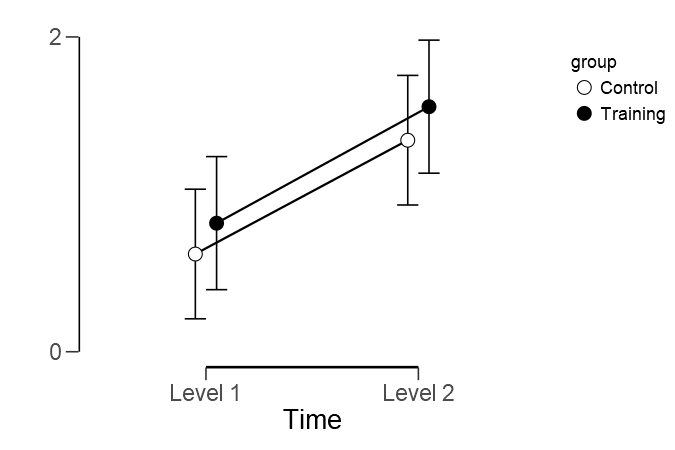 2
group
Control
Training
0
Level 1
Level 2
Time